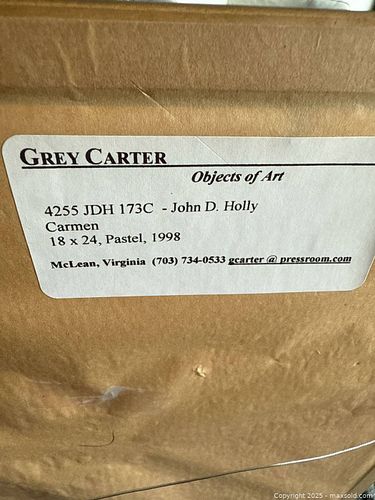 GREY CARTER
Objects of Art
4255 JDH 173C - John D. Holly
Carmen
18 x 24, Pastel, 1998
McLean, Virginia (703) 734-0533 gcarter @ pressroom.com
Copyright © 2025 - maxsold.com